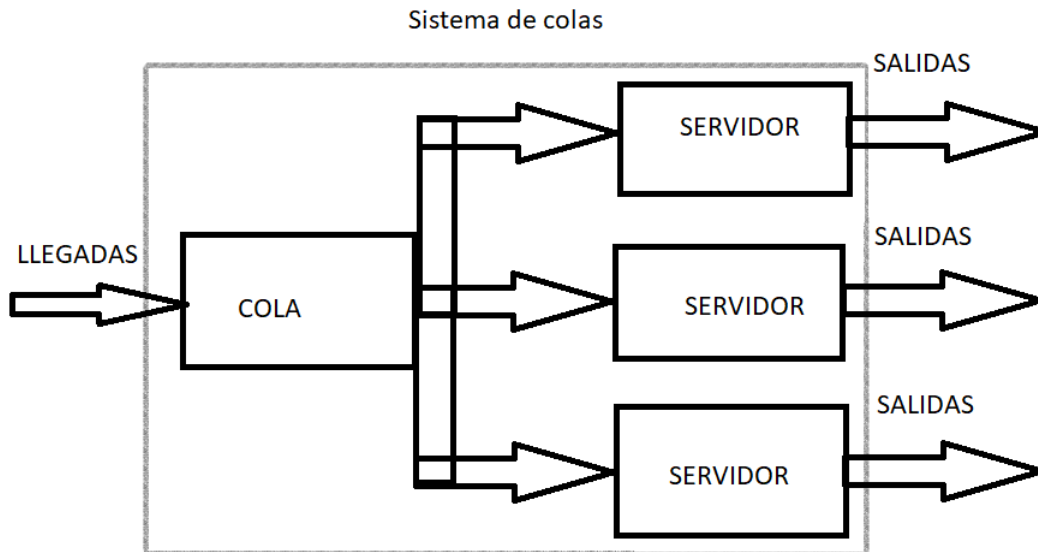 Sistema de colas
SALIDAS
SERVIDOR
SALIDAS
LLEGADAS
COLA
SERVIDOR
SALIDAS
SERVIDOR